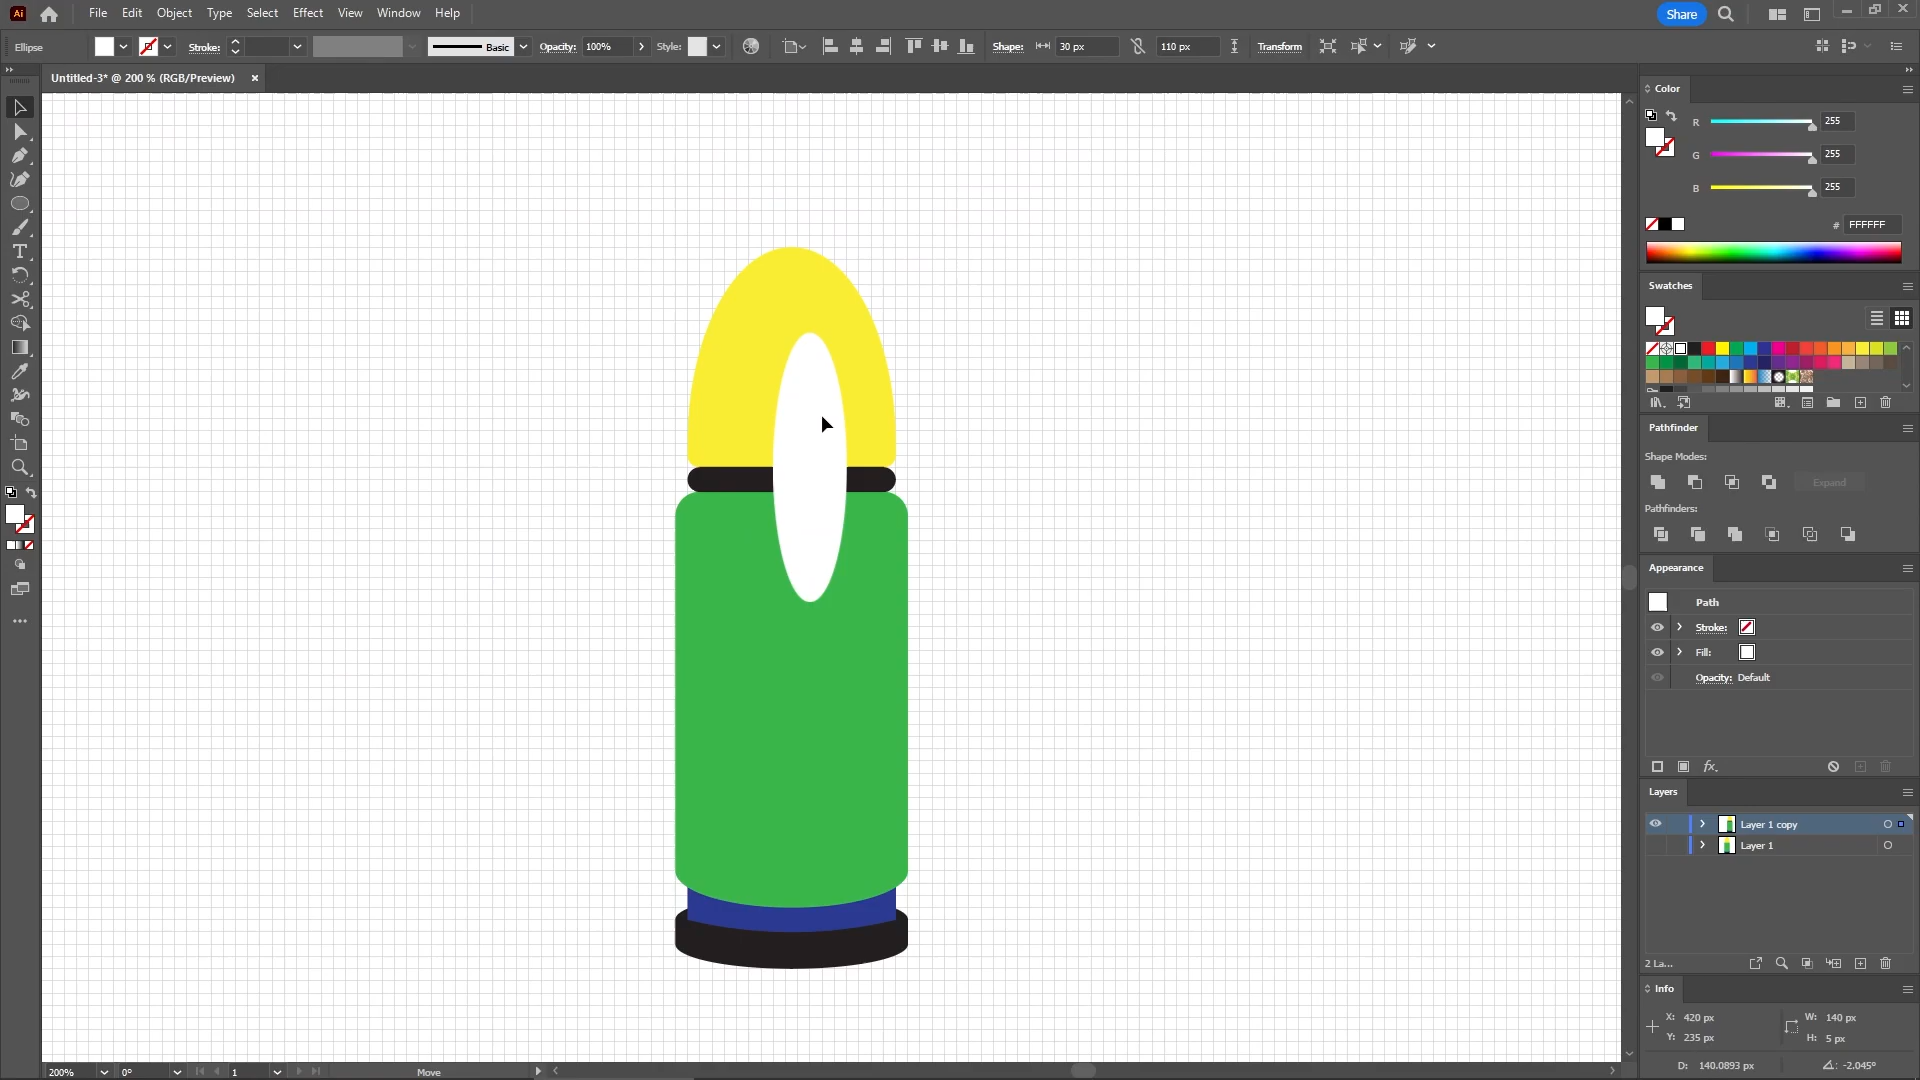 Ai File Edit Object Type Select Effect View Window Help Share
Ellipse Stroke: Basic Opacity: 100% Style: Shape: 30 px 110 px Transform
Untitled-3* @ 200 % (RGB/Preview) ×
Color
R 255
G 255
B 255
# FFFFFF
Swatches
Pathfinder
Shape Modes:
Expand
Pathfinders:
Appearance
Path
Stroke:
Fill:
Opacity: Default
fx
Layers
Layer 1 copy
Layer 1
2 La...
Info
X: 420 px W: 140 px
Y: 235 px H: 5 px
D: 140.0893 px -2.045°
200% 0° 1 Move